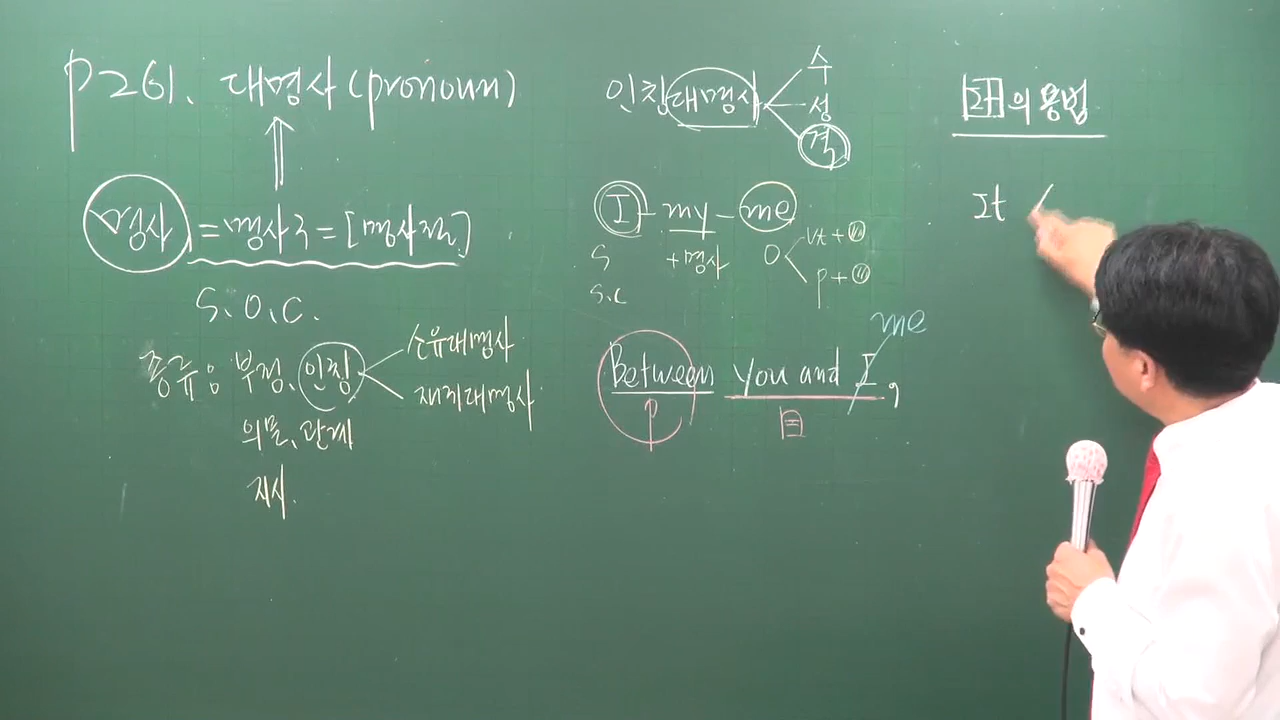 P261. 대명사 (pronoun)
명사 = 명사구 = [명사절]
S. O. C.
종류: 부정, 인칭
소유대명사
재귀대명사
의문, 관계
지시.
인칭대명사
수
성
격
I - my - me
S
S.C
+명사
O
vt + ㉧
p + ㉧
me
Between you and I,
p
목
It의 용법
It